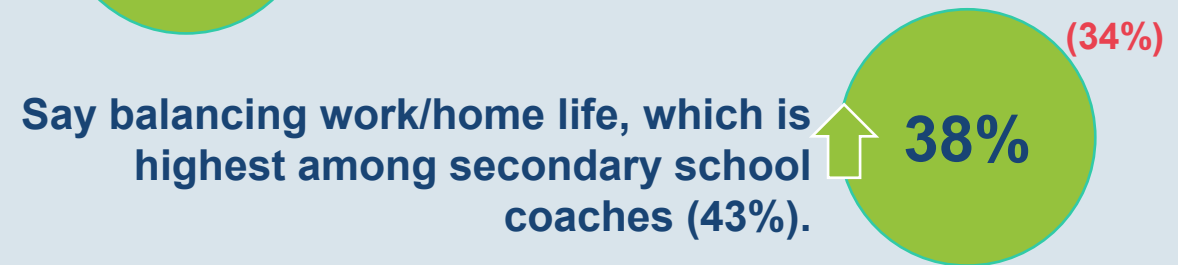 (34%)
Say balancing work/home life, which is
highest among secondary school
coaches (43%).
38%